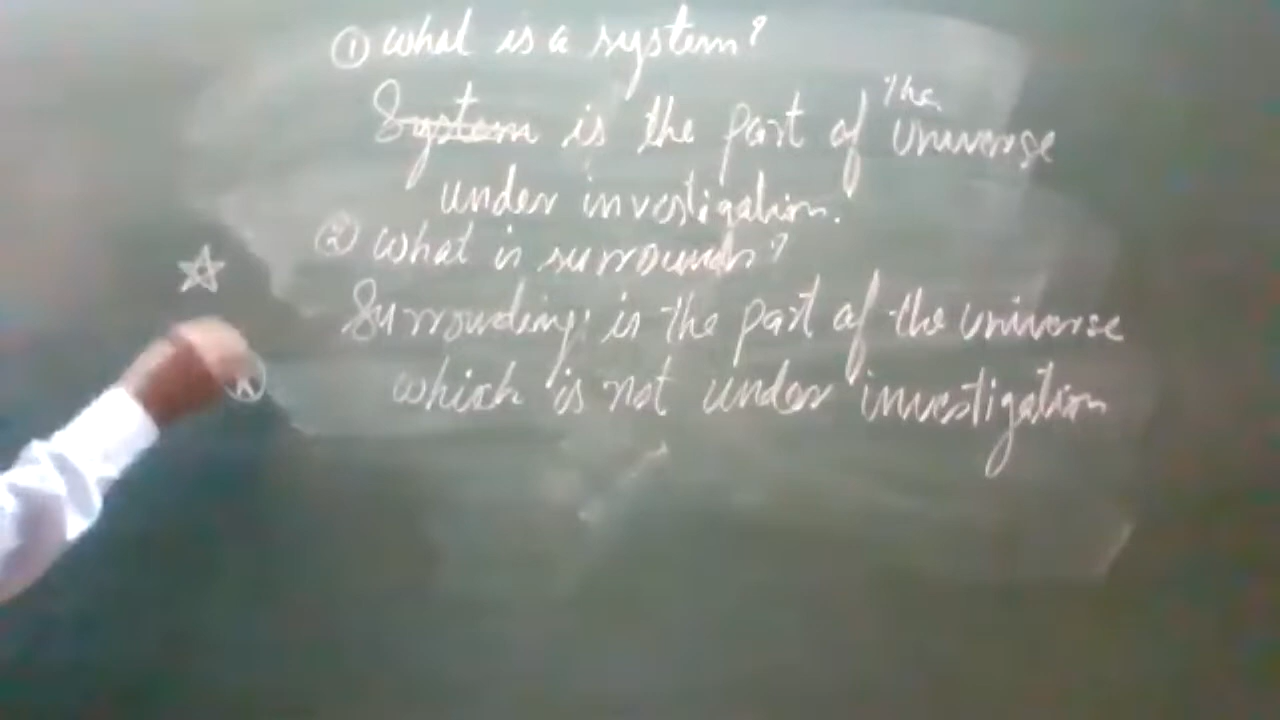 ① What is a system?
System is the part of the universe
under investigation.
② What is surrounds?
Surrounding is the part of the universe
which is not under investigation